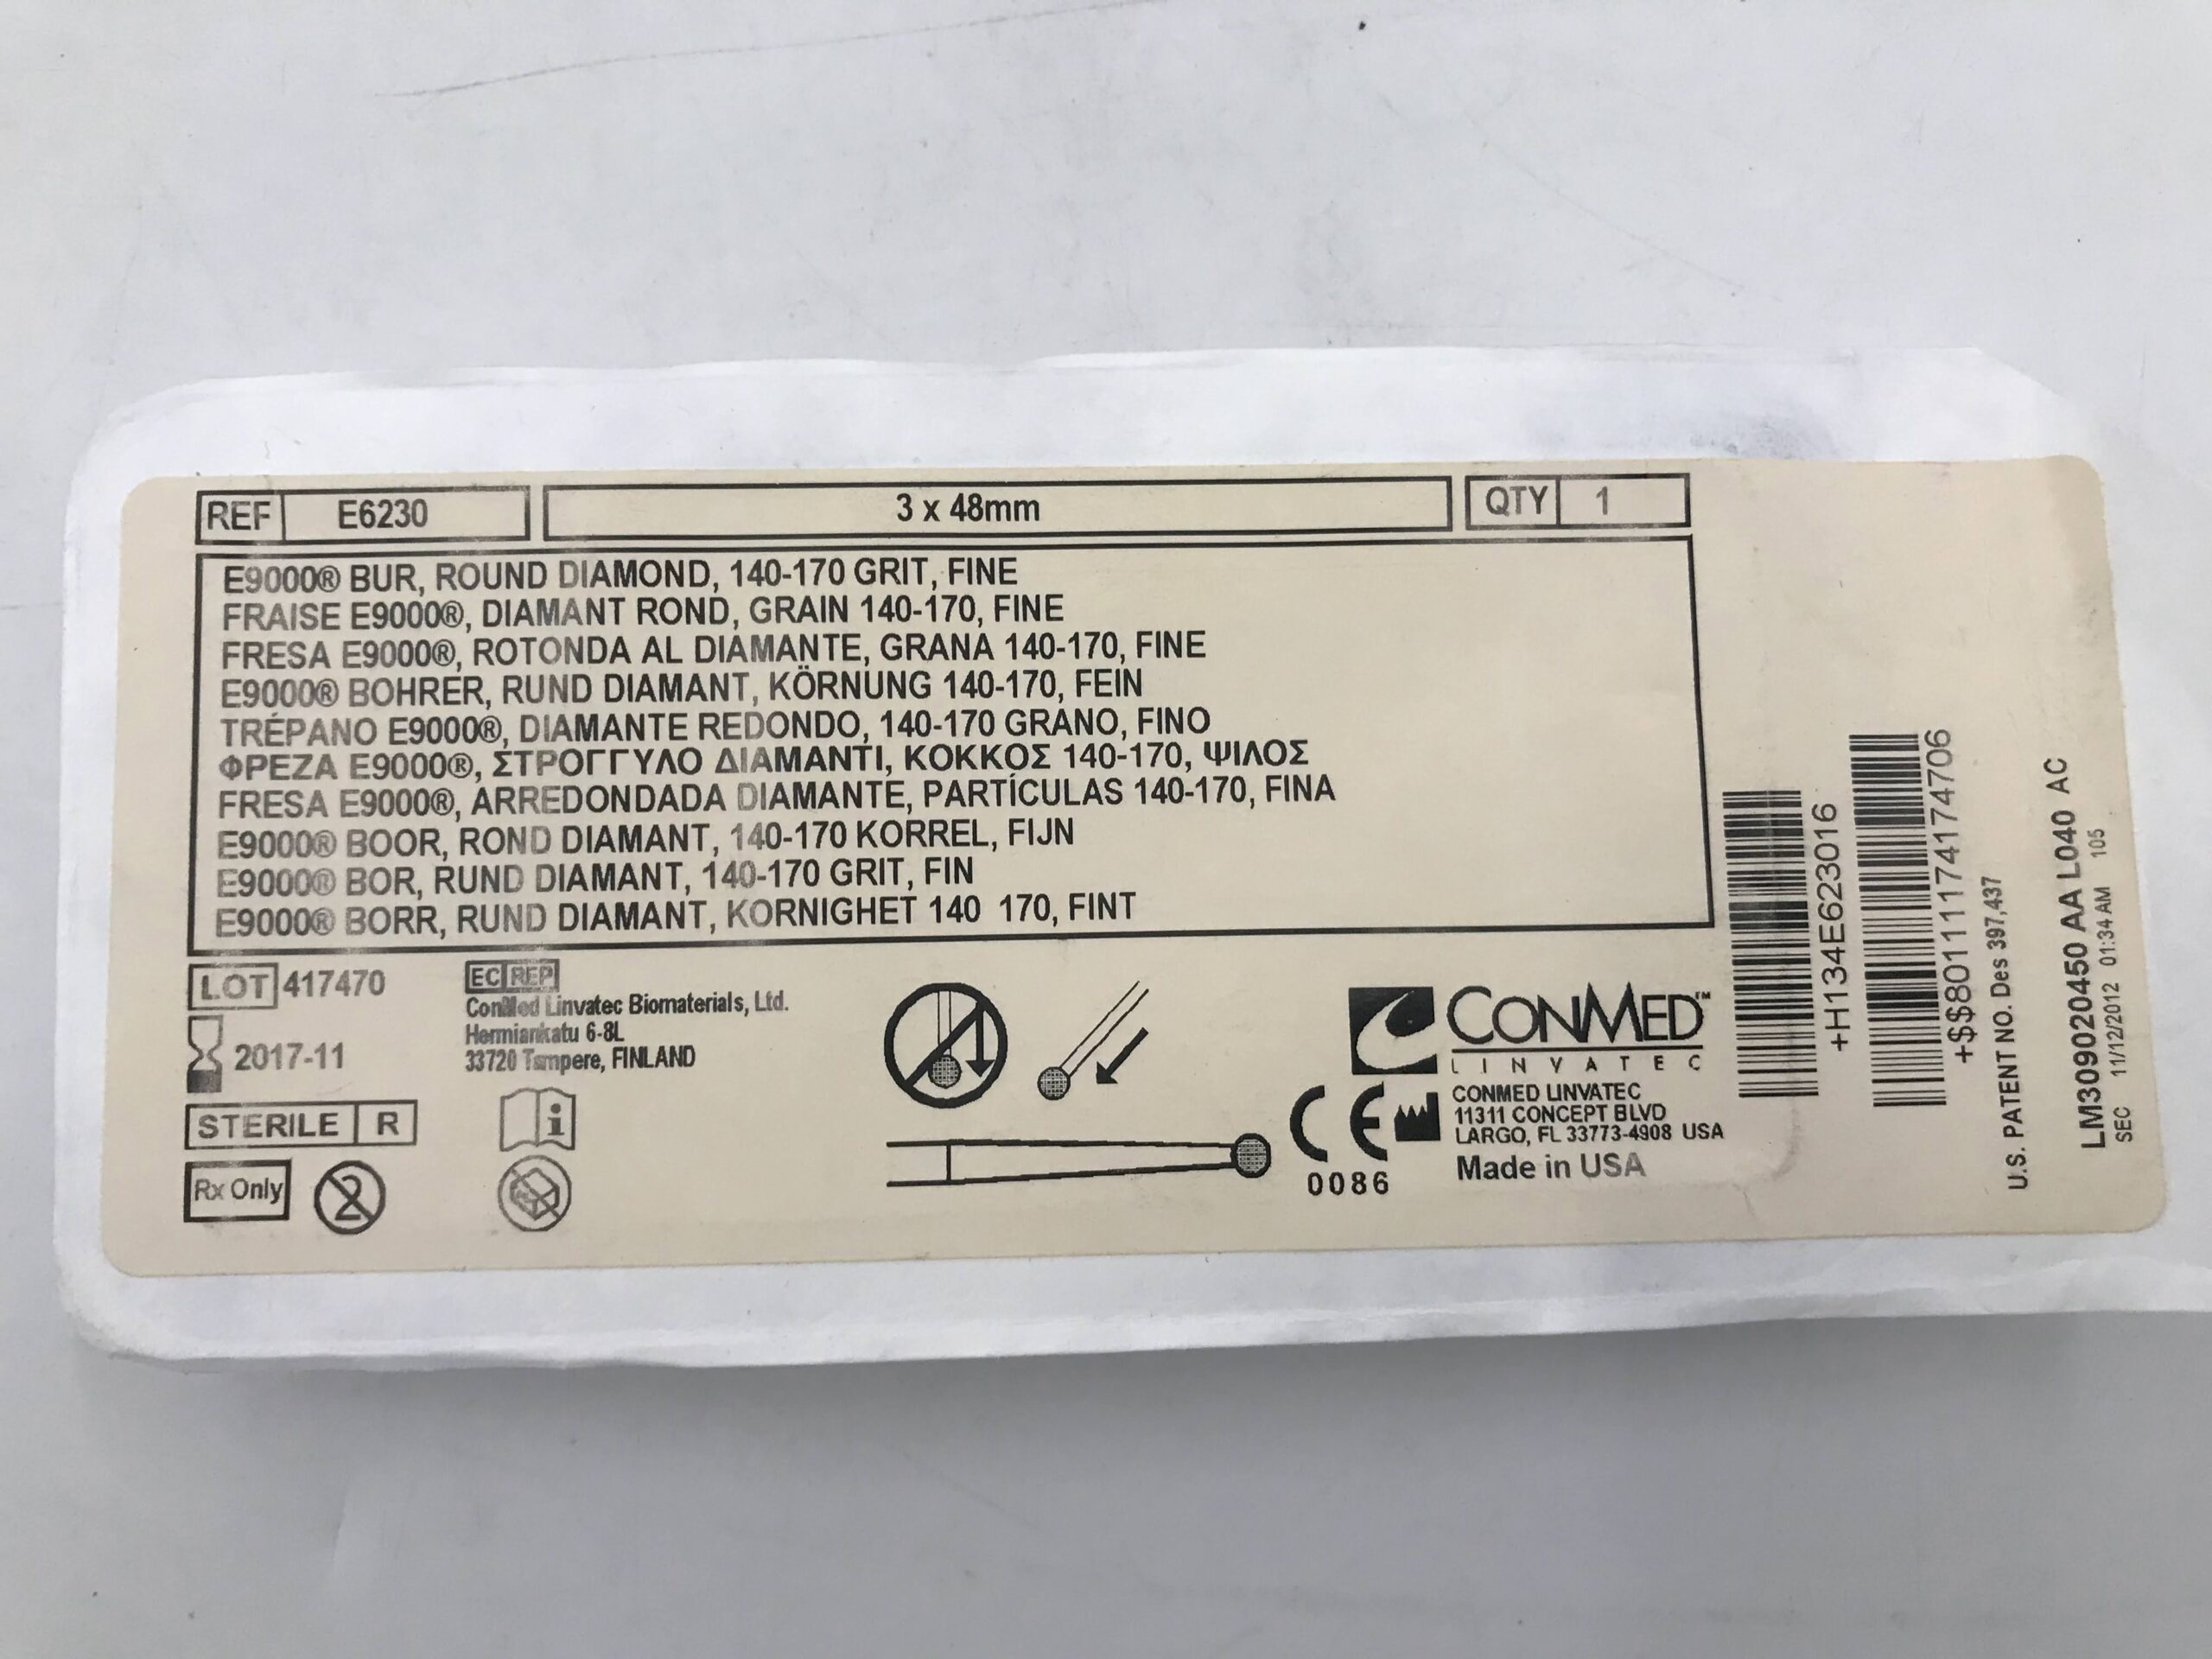 REF E6230 3 x 48mm QTY 1
E9000® BUR, ROUND DIAMOND, 140-170 GRIT, FINE
FRAISE E9000®, DIAMANT ROND, GRAIN 140-170, FINE
FRESA E9000®, ROTONDA AL DIAMANTE, GRANA 140-170, FINE
E9000® BOHRER, RUND DIAMANT, KÖRNUNG 140-170, FEIN
TRÉPANO E9000®, DIAMANTE REDONDO, 140-170 GRANO, FINO
ΦΡΕΖΑ E9000®, ΣΤΡΟΓΓΥΛΟ ΔΙΑΜΑΝΤΙ, ΚΟΚΚΟΣ 140-170, ΨΙΛΟΣ
FRESA E9000®, ARREDONDADA DIAMANTE, PARTÍCULAS 140-170, FINA
E9000® BOOR, ROND DIAMANT, 140-170 KORREL, FIJN
E9000® BOR, RUND DIAMANT, 140-170 GRIT, FIN
E9000® BORR, RUND DIAMANT, KORNIGHET 140 170, FINT
LOT 417470
2017-11
STERILE R
Rx Only
2
EC REP
ConMed Linvatec Biomaterials, Ltd.
Hermiankatu 6-8L
33720 Tampere, FINLAND
i
CONMED™
LINVATEC
CE
0086
CONMED LINVATEC
11311 CONCEPT BLVD
LARGO, FL 33773-4908 USA
Made in USA
+H134E623016
+$$80111174174706
U.S. PATENT NO. Des 397,437
LM309020450 AA L040 AC
SEC 11/12/2012 01:34 AM 105